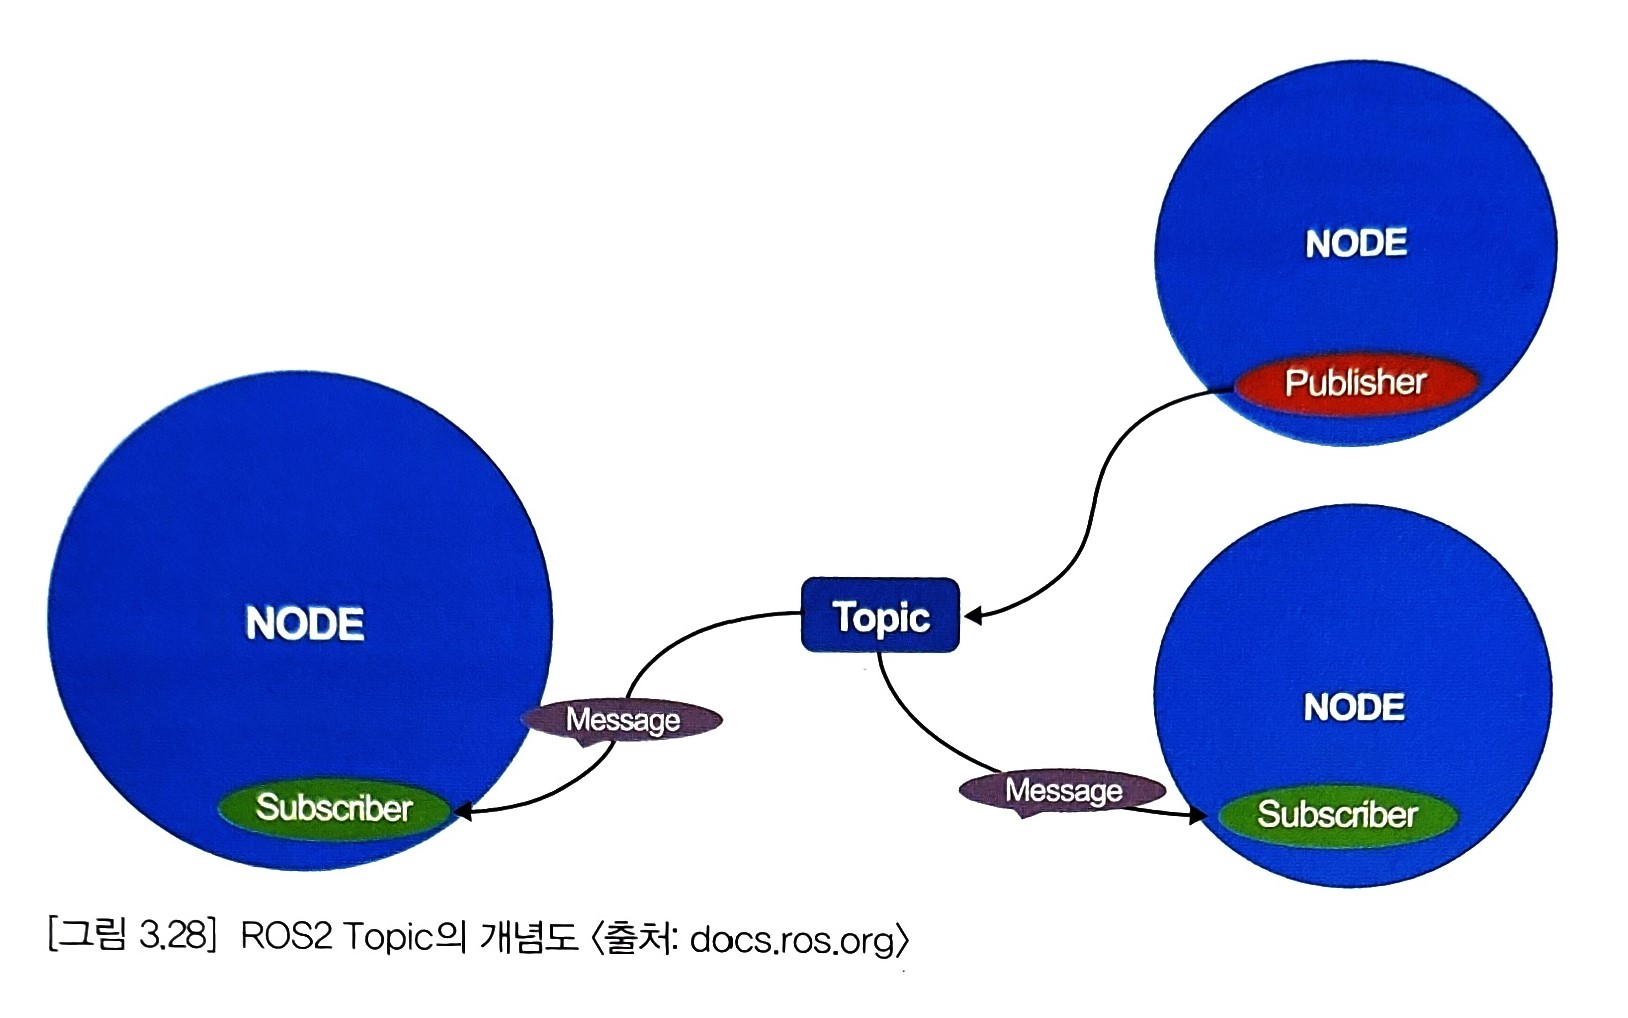 NODE
Publisher
Topic
NODE
Message
Subscriber
NODE
Message
Subscriber
[그림 3.28] ROS2 Topic의 개념도 〈출처: docs.ros.org〉